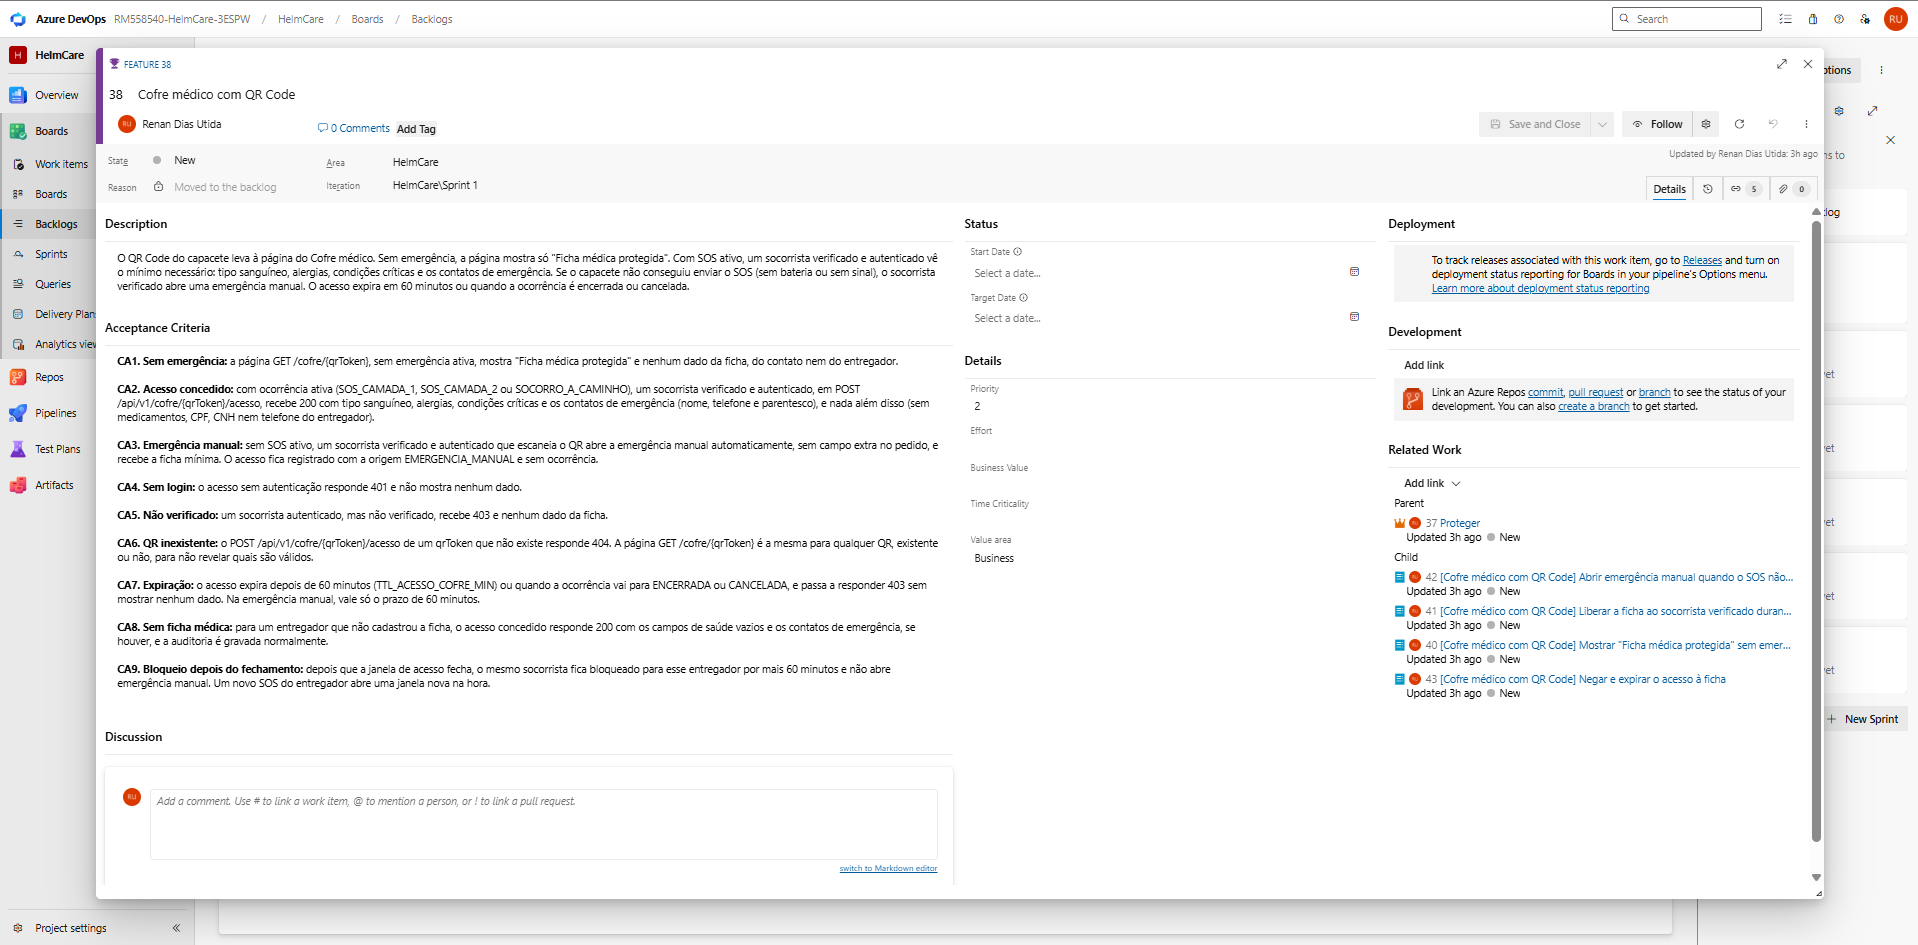 Azure DevOps RM558540-HelmCare-3ESPW / HelmCare / Boards / Backlogs
Search
RU
H HelmCare
Overview
Boards
Work items
Boards
Backlogs
Sprints
Queries
Delivery Plan
Analytics view
Repos
Pipelines
Test Plans
Artifacts
Project settings
FEATURE 38
38 Cofre médico com QR Code
RU Renan Dias Utida
0 Comments Add Tag
Save and Close
Follow
State New
Area HelmCare
Reason Moved to the backlog
Iteration HelmCare\Sprint 1
Updated by Renan Dias Utida: 3h ago
Details 5 0
Description
O QR Code do capacete leva à página do Cofre médico. Sem emergência, a página mostra só "Ficha médica protegida". Com SOS ativo, um socorrista verificado e autenticado vê
o mínimo necessário: tipo sanguíneo, alergias, condições críticas e os contatos de emergência. Se o capacete não conseguiu enviar o SOS (sem bateria ou sem sinal), o socorrista
verificado abre uma emergência manual. O acesso expira em 60 minutos ou quando a ocorrência é encerrada ou cancelada.
Acceptance Criteria
CA1. Sem emergência: a página GET /cofre/{qrToken}, sem emergência ativa, mostra "Ficha médica protegida" e nenhum dado da ficha, do contato nem do entregador.
CA2. Acesso concedido: com ocorrência ativa (SOS_CAMADA_1, SOS_CAMADA_2 ou SOCORRO_A_CAMINHO), um socorrista verificado e autenticado, em POST
/api/v1/cofre/{qrToken}/acesso, recebe 200 com tipo sanguíneo, alergias, condições críticas e os contatos de emergência (nome, telefone e parentesco), e nada além disso (sem
medicamentos, CPF, CNH nem telefone do entregador).
CA3. Emergência manual: sem SOS ativo, um socorrista verificado e autenticado que escaneia o QR abre a emergência manual automaticamente, sem campo extra no pedido, e
recebe a ficha mínima. O acesso fica registrado com a origem EMERGENCIA_MANUAL e sem ocorrência.
CA4. Sem login: o acesso sem autenticação responde 401 e não mostra nenhum dado.
CA5. Não verificado: um socorrista autenticado, mas não verificado, recebe 403 e nenhum dado da ficha.
CA6. QR inexistente: o POST /api/v1/cofre/{qrToken}/acesso de um qrToken que não existe responde 404. A página GET /cofre/{qrToken} é a mesma para qualquer QR, existente
ou não, para não revelar quais são válidos.
CA7. Expiração: o acesso expira depois de 60 minutos (TTL_ACESSO_COFRE_MIN) ou quando a ocorrência vai para ENCERRADA ou CANCELADA, e passa a responder 403 sem
mostrar nenhum dado. Na emergência manual, vale só o prazo de 60 minutos.
CA8. Sem ficha médica: para um entregador que não cadastrou a ficha, o acesso concedido responde 200 com os campos de saúde vazios e os contatos de emergência, se
houver, e a auditoria é gravada normalmente.
CA9. Bloqueio depois do fechamento: depois que a janela de acesso fecha, o mesmo socorrista fica bloqueado para esse entregador por mais 60 minutos e não abre
emergência manual. Um novo SOS do entregador abre uma janela nova na hora.
Discussion
RU
Add a comment. Use # to link a work item, @ to mention a person, or ! to link a pull request.
switch to Markdown editor
Status
Start Date
Select a date...
Target Date
Select a date...
Details
Priority
2
Effort
Business Value
Time Criticality
Value area
Business
Deployment
To track releases associated with this work item, go to Releases and turn on
deployment status reporting for Boards in your pipeline's Options menu.
Learn more about deployment status reporting
Development
Add link
Link an Azure Repos commit, pull request or branch to see the status of your
development. You can also create a branch to get started.
Related Work
Add link
Parent
37 Proteger
Updated 3h ago New
Child
42 [Cofre médico com QR Code] Abrir emergência manual quando o SOS não...
Updated 3h ago New
41 [Cofre médico com QR Code] Liberar a ficha ao socorrista verificado duran...
Updated 3h ago New
40 [Cofre médico com QR Code] Mostrar "Ficha médica protegida" sem emer...
Updated 3h ago New
43 [Cofre médico com QR Code] Negar e expirar o acesso à ficha
Updated 3h ago New
ptions
ns to
log
yet
et
et
yet
et
New Sprint